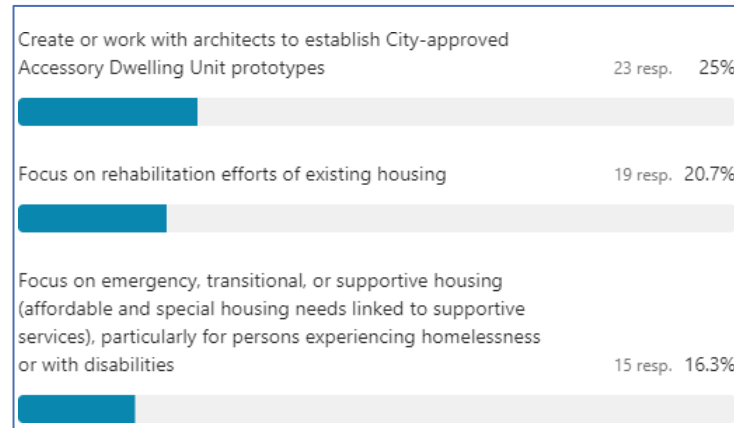 Create or work with architects to establish City-approved
Accessory Dwelling Unit prototypes 23 resp. 25%
Focus on rehabilitation efforts of existing housing 19 resp. 20.7%
Focus on emergency, transitional, or supportive housing
(affordable and special housing needs linked to supportive
services), particularly for persons experiencing homelessness
or with disabilities 15 resp. 16.3%